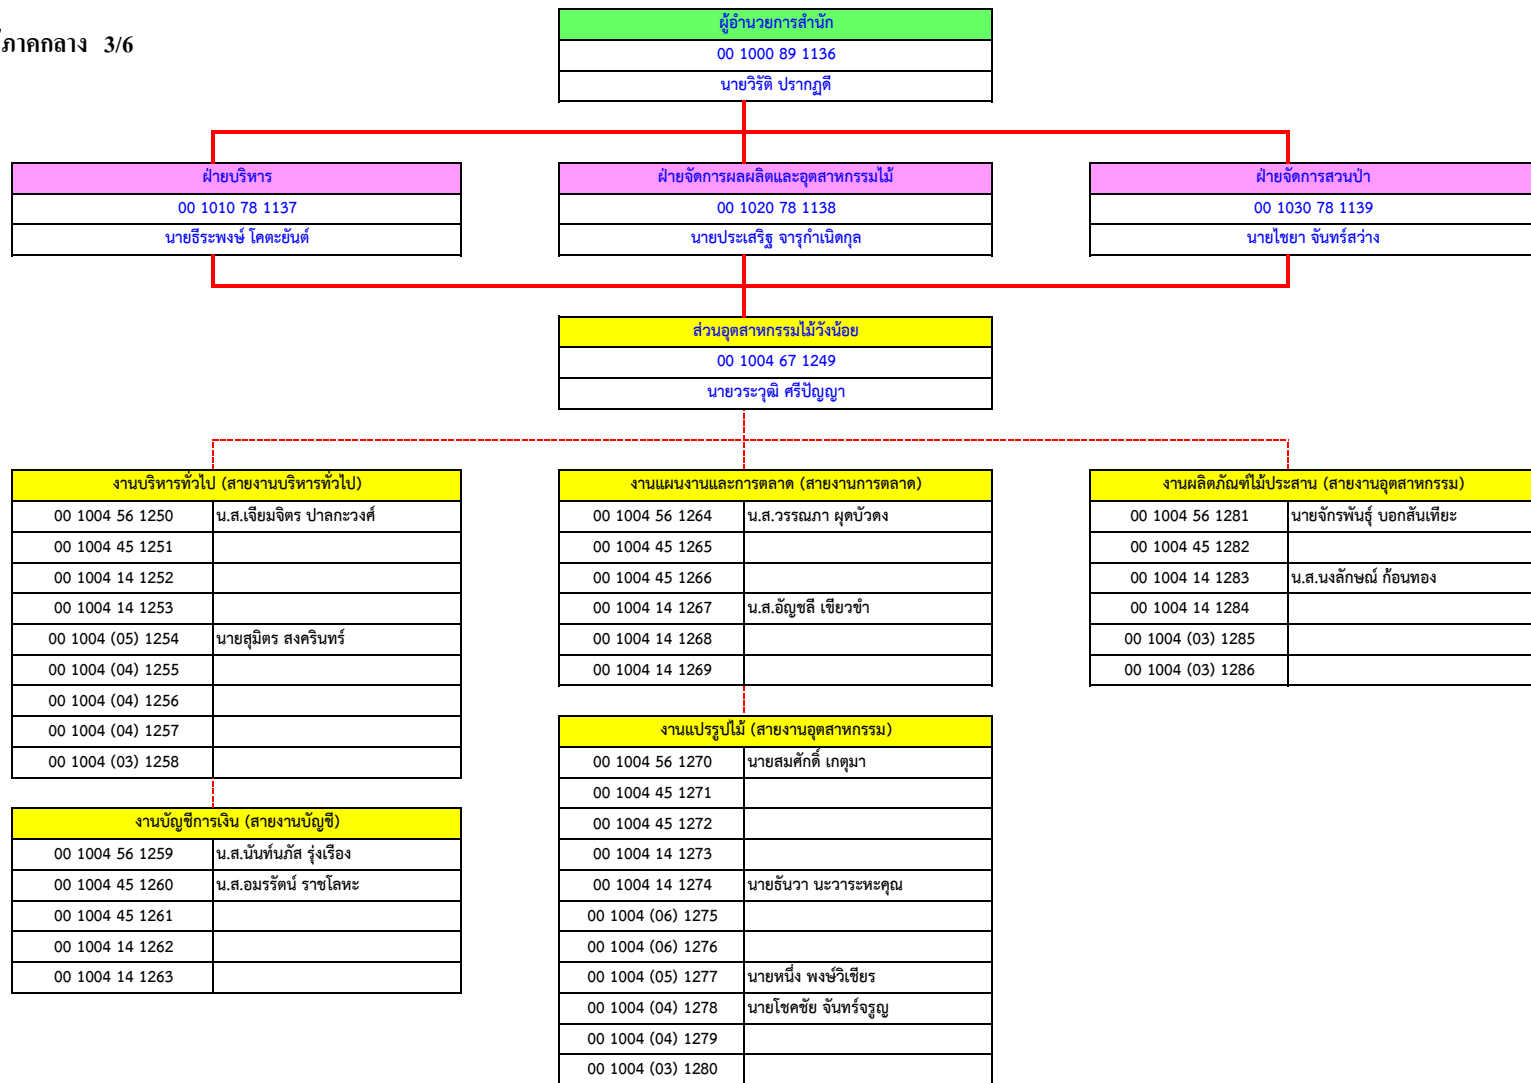 ภาคกลาง 3/6
ผู้อำนวยการสำนัก
00 1000 89 1136
นายวิรัติ ปรากฏดี
ฝ่ายบริหาร
00 1010 78 1137
นายธีระพงษ์ โคตะยันต์
ฝ่ายจัดการผลผลิตและอุตสาหกรรมไม้
00 1020 78 1138
นายประเสริฐ จารุกำเนิดกุล
ฝ่ายจัดการสวนป่า
00 1030 78 1139
นายไชยา จันทร์สว่าง
ส่วนอุตสาหกรรมไม้วังน้อย
00 1004 67 1249
นายวระวุฒิ ศรีปัญญา
งานบริหารทั่วไป (สายงานบริหารทั่วไป)
00 1004 56 1250 น.ส.เจียมจิตร ปาลกะวงศ์
00 1004 45 1251
00 1004 14 1252
00 1004 14 1253
00 1004 (05) 1254 นายสุมิตร สงครินทร์
00 1004 (04) 1255
00 1004 (04) 1256
00 1004 (04) 1257
00 1004 (03) 1258
งานบัญชีการเงิน (สายงานบัญชี)
00 1004 56 1259 น.ส.นันท์นภัส รุ่งเรือง
00 1004 45 1260 น.ส.อมรรัตน์ ราชโลหะ
00 1004 45 1261
00 1004 14 1262
00 1004 14 1263
งานแผนงานและการตลาด (สายงานการตลาด)
00 1004 56 1264 น.ส.วรรณภา ผุดบัวดง
00 1004 45 1265
00 1004 45 1266
00 1004 14 1267 น.ส.อัญชลี เขียวขำ
00 1004 14 1268
00 1004 14 1269
งานแปรรูปไม้ (สายงานอุตสาหกรรม)
00 1004 56 1270 นายสมศักดิ์ เกตุมา
00 1004 45 1271
00 1004 45 1272
00 1004 14 1273
00 1004 14 1274 นายธันวา นะวาระหะคุณ
00 1004 (06) 1275
00 1004 (06) 1276
00 1004 (05) 1277 นายหนึ่ง พงษ์วิเชียร
00 1004 (04) 1278 นายโชคชัย จันทร์จรูญ
00 1004 (04) 1279
00 1004 (03) 1280
งานผลิตภัณฑ์ไม้ประสาน (สายงานอุตสาหกรรม)
00 1004 56 1281 นายจักรพันธุ์ บอกสันเทียะ
00 1004 45 1282
00 1004 14 1283 น.ส.นงลักษณ์ ก้อนทอง
00 1004 14 1284
00 1004 (03) 1285
00 1004 (03) 1286